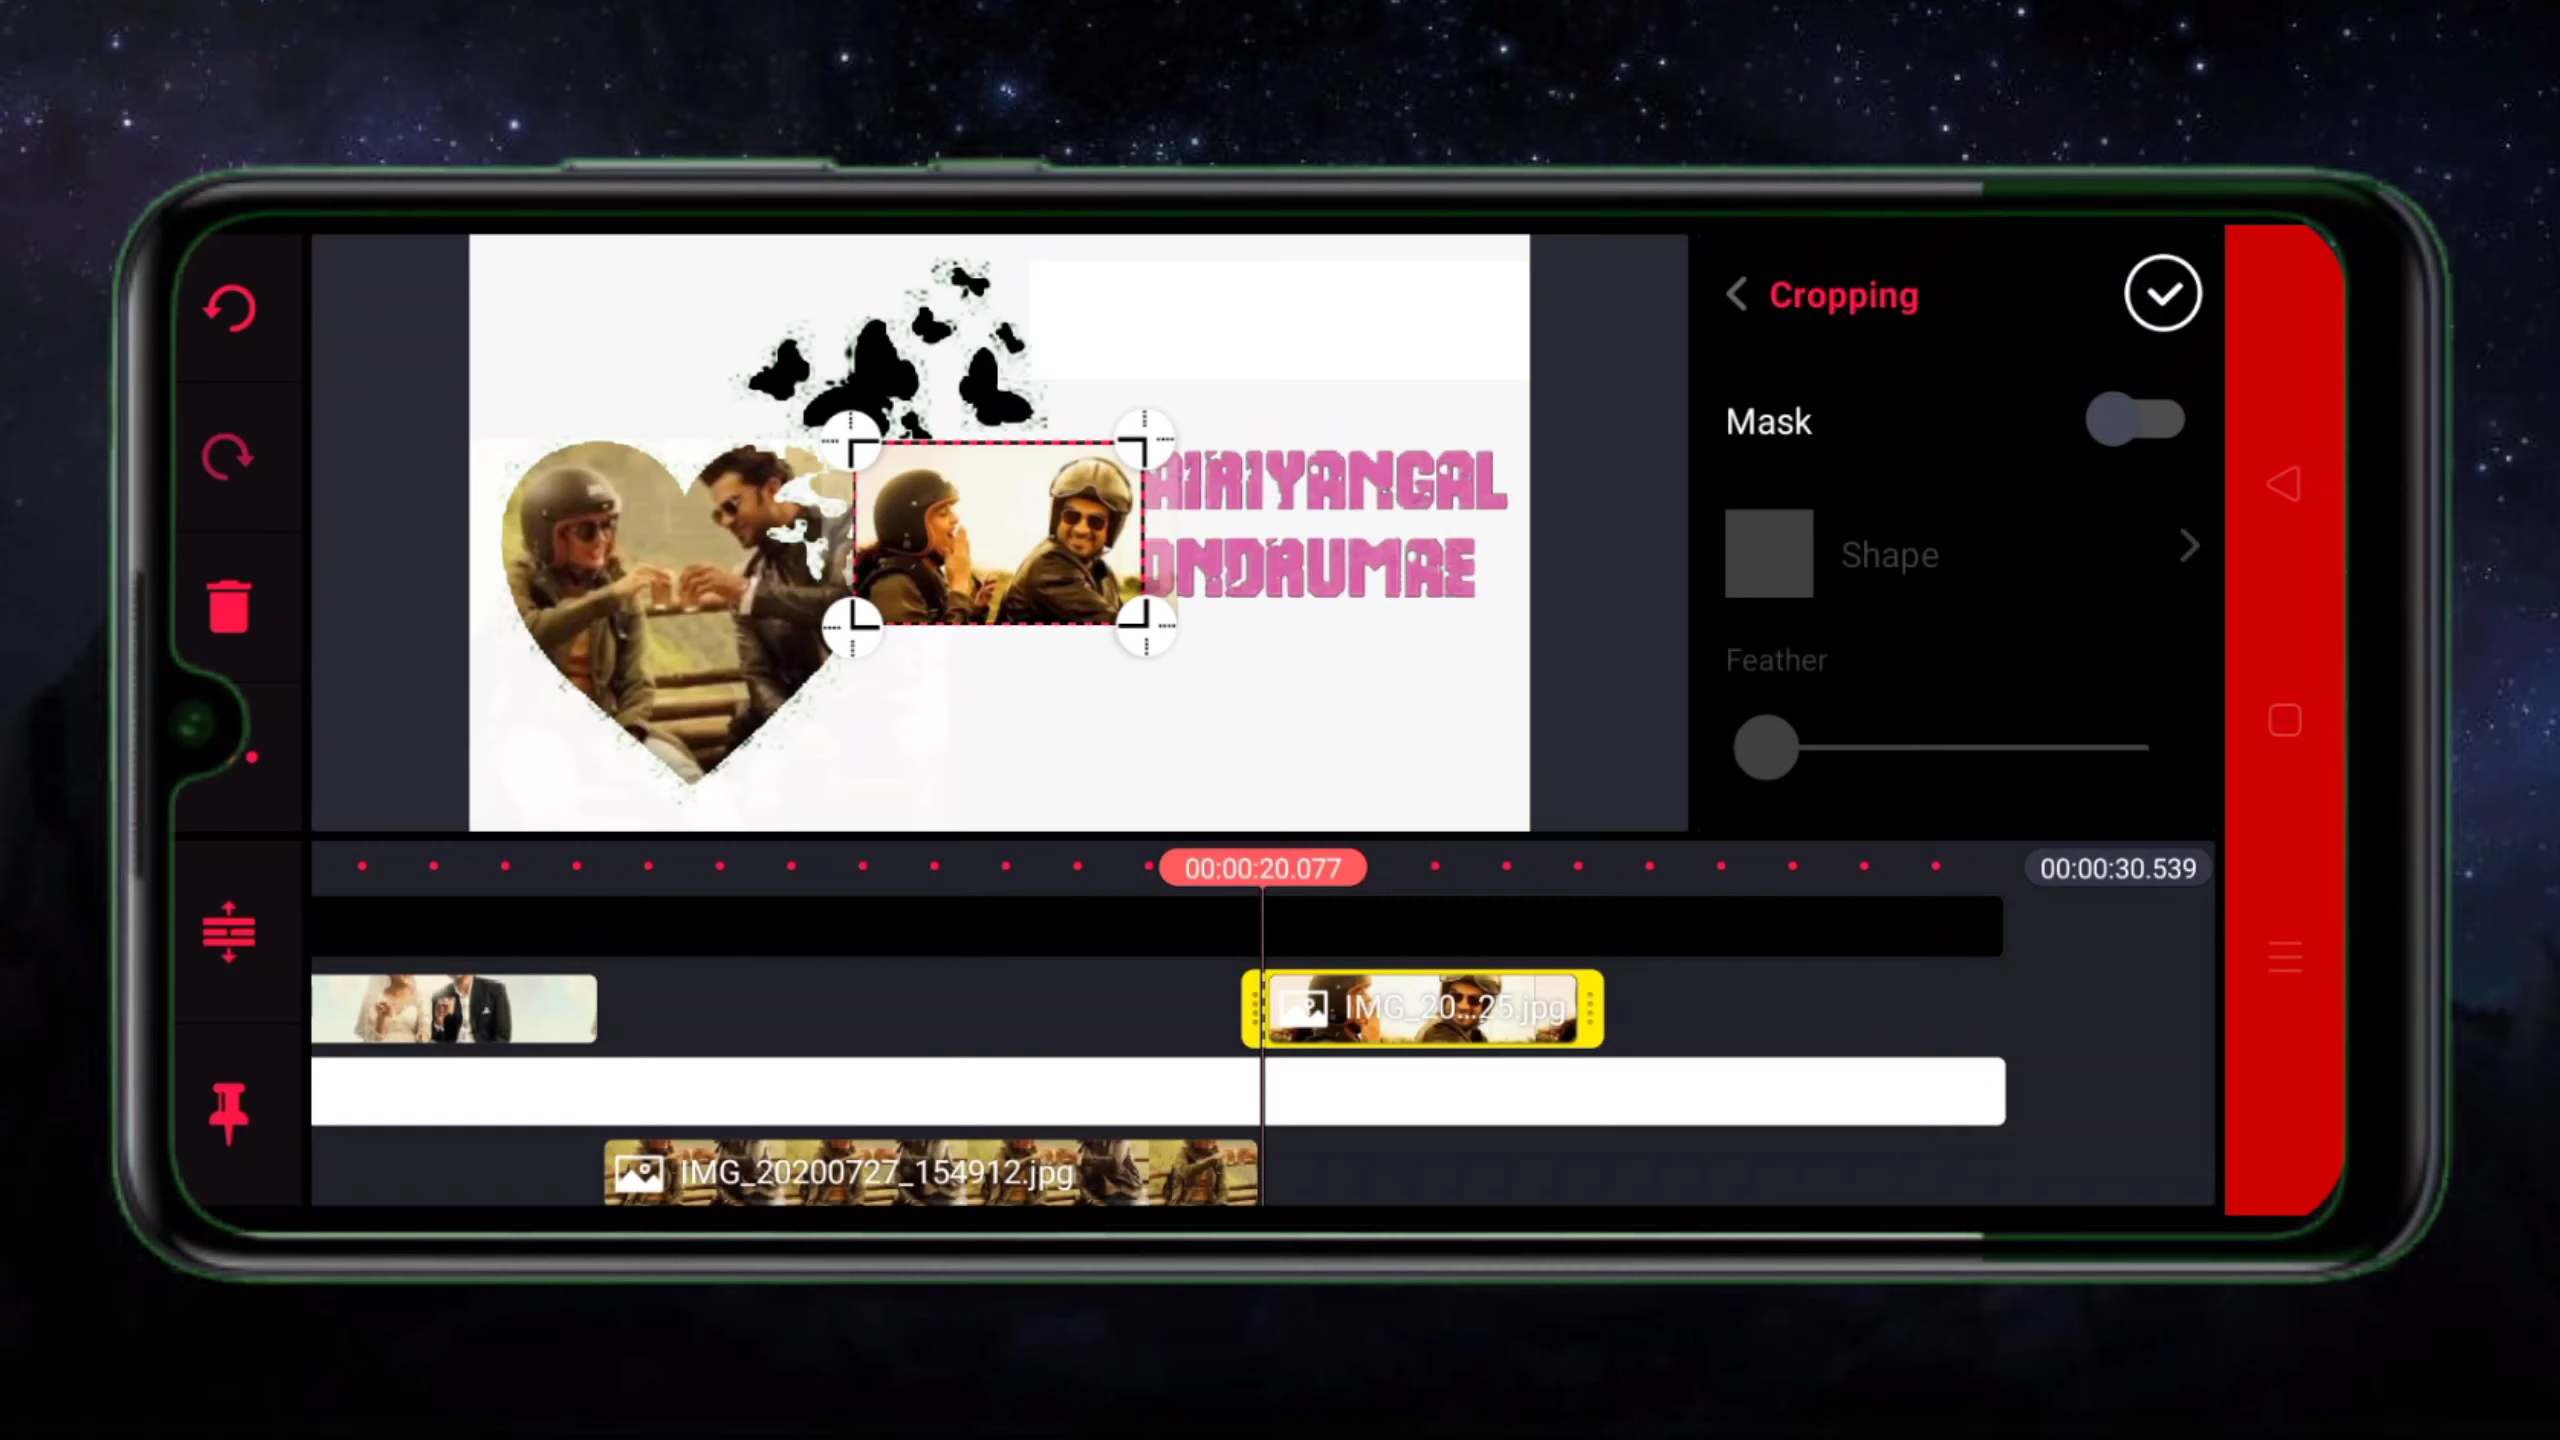 Cropping
Mask
Shape
Feather
AIRIYANGAL
ONDRUMAE
00:00:20.077
00:00:30.539
IMG_20...25.jpg
IMG_20200727_154912.jpg